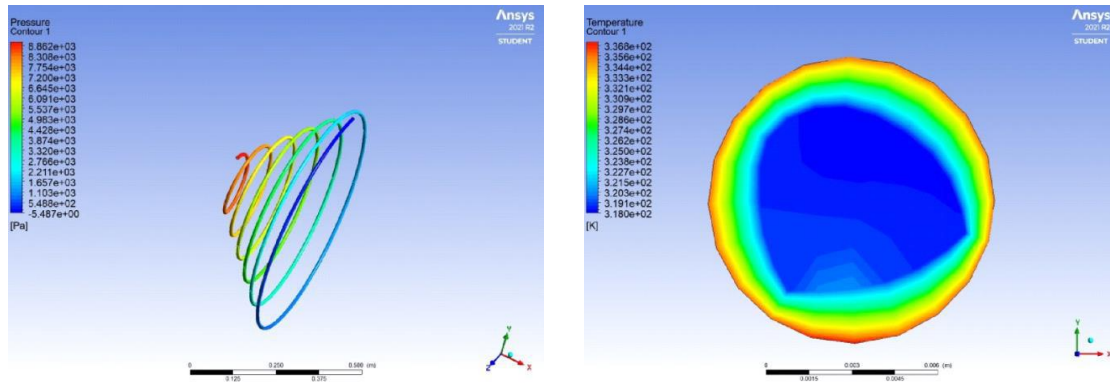 Pressure
Contour 1
8.862e+03
8.308e+03
7.754e+03
7.200e+03
6.645e+03
6.091e+03
5.537e+03
4.983e+03
4.428e+03
3.874e+03
3.320e+03
2.766e+03
2.211e+03
1.657e+03
1.103e+03
5.488e+02
-5.487e+00
[Pa]
Ansys
2021 R2
STUDENT
0 0.250 0.500 (m)
0.125 0.375
Y
Z X
Temperature
Contour 1
3.368e+02
3.356e+02
3.344e+02
3.333e+02
3.321e+02
3.309e+02
3.297e+02
3.286e+02
3.274e+02
3.262e+02
3.250e+02
3.238e+02
3.227e+02
3.215e+02
3.203e+02
3.191e+02
3.180e+02
[K]
Ansys
2021 R2
STUDENT
0 0.003 0.006 (m)
0.0015 0.0045
Y
X